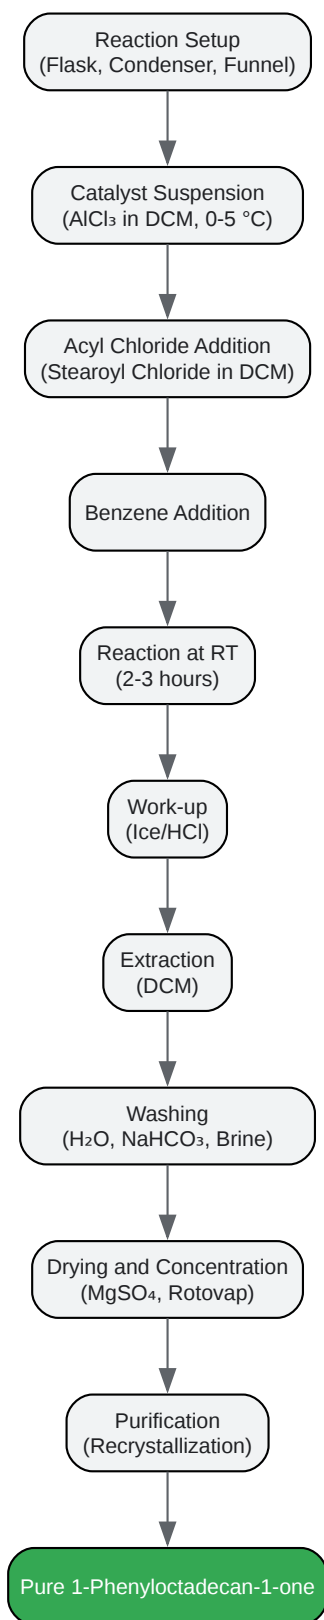 Reaction Setup
(Flask, Condenser, Funnel)
Catalyst Suspension
(AlCl₃ in DCM, 0-5 °C)
Acyl Chloride Addition
(Stearoyl Chloride in DCM)
Benzene Addition
Reaction at RT
(2-3 hours)
Work-up
(Ice/HCl)
Extraction
(DCM)
Washing
(H₂O, NaHCO₃, Brine)
Drying and Concentration
(MgSO₄, Rotovap)
Purification
(Recrystallization)
Pure 1-Phenyloctadecan-1-one